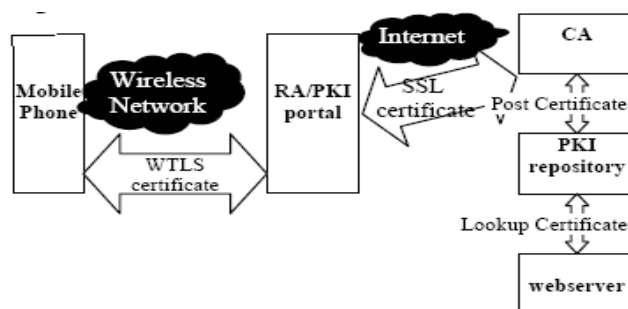 Mobile
Phone
Wireless
Network
WTLS
certificate
RA/PKI
portal
Internet
SSL
certificate
CA
Post Certificate
PKI
repository
Lookup Certificate
webserver